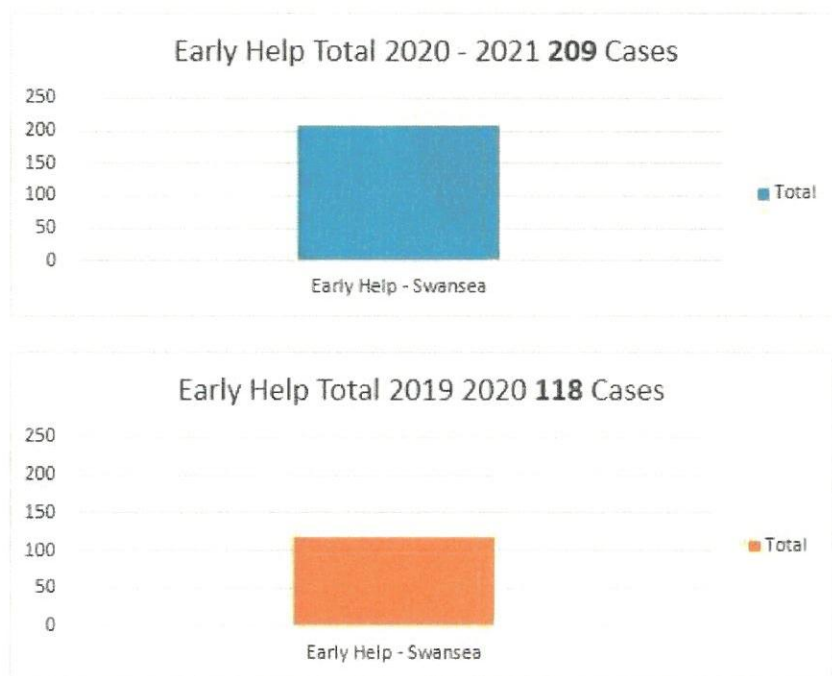 Early Help Total 2020 - 2021 209 Cases
250
200
150
100
50
0
Total
Early Help - Swansea
Early Help Total 2019 2020 118 Cases
250
200
150
100
50
0
Total
Early Help - Swansea